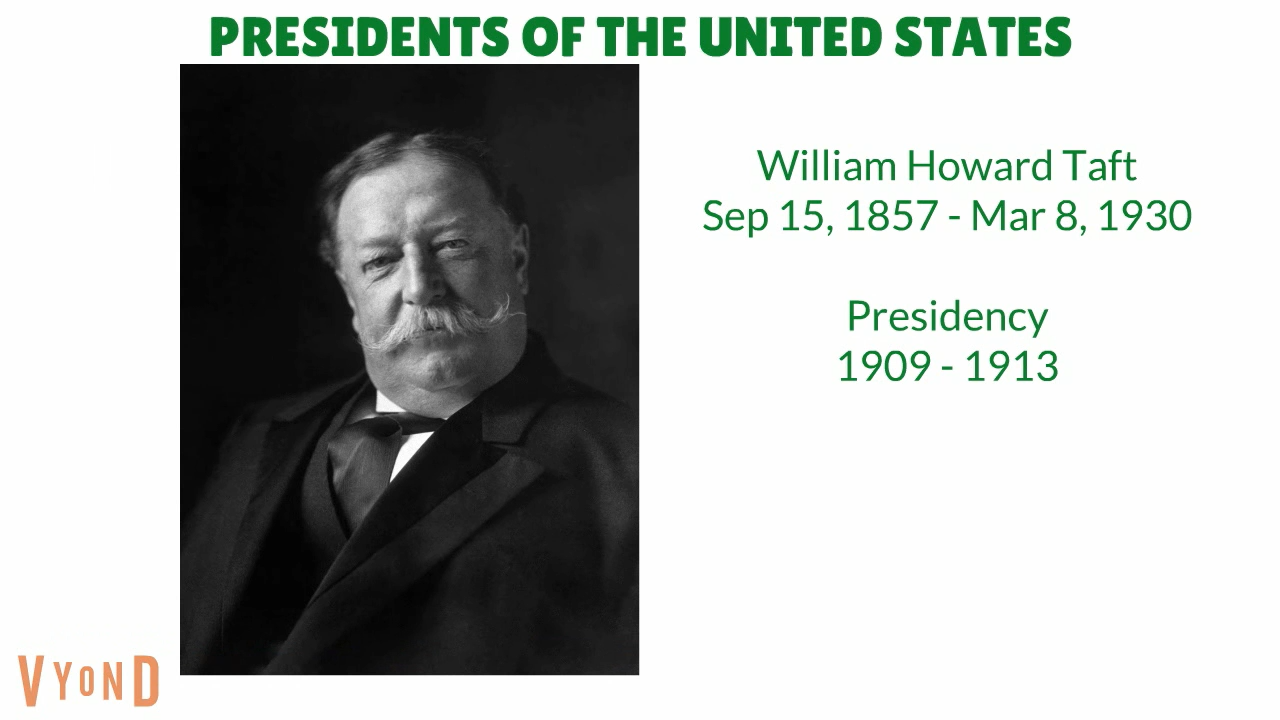 PRESIDENTS OF THE UNITED STATES
William Howard Taft
Sep 15, 1857 - Mar 8, 1930
Presidency
1909 - 1913
VYOND